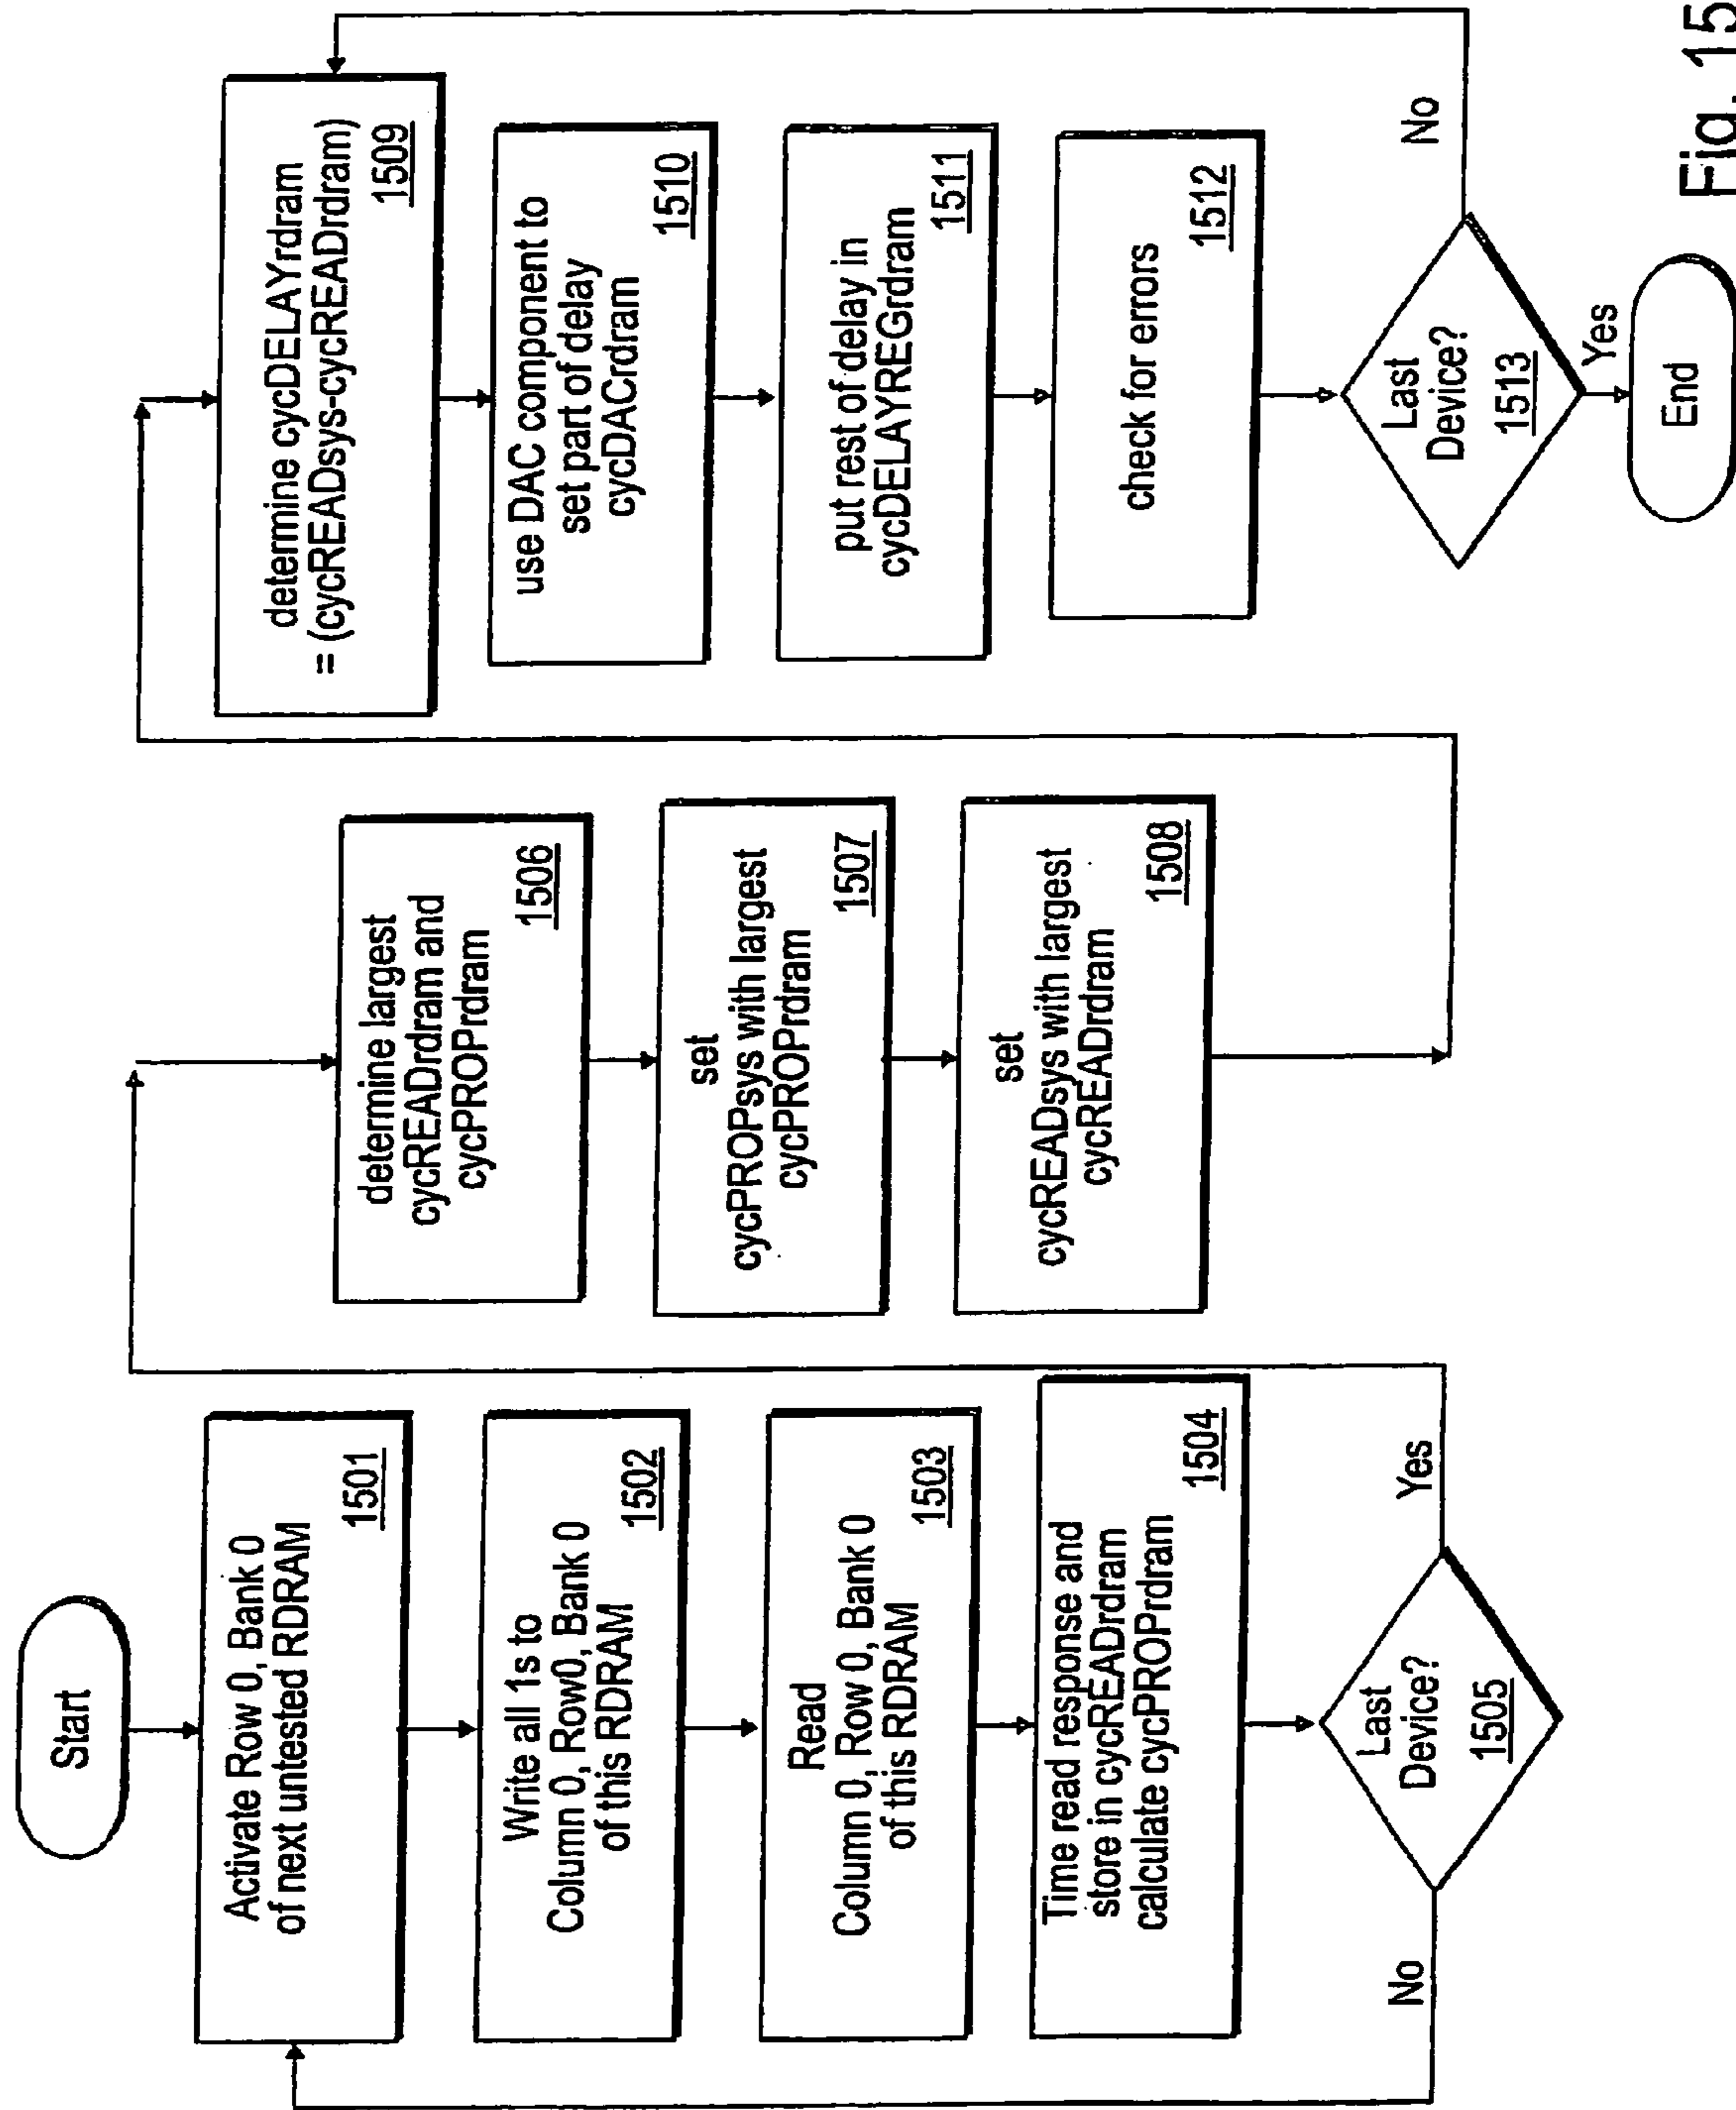 Start
Activate Row 0, Bank 0
of next untested RDRAM
1501
Write all 1s to
Column 0, Row0, Bank 0
of this RDRAM
1502
Read
Column 0, Row 0, Bank 0
of this RDRAM
1503
Time read response and
store in cycREADrdram
calculate cycPROPrdram
1504
Last
Device?
1505
No
Yes
determine largest
cycREADrdram and
cycPROPrdram
1506
set
cycPROPsys with largest
cycPROPrdram
1507
set
cycREADsys with largest
cycREADrdram
1508
determine cycDELAYrdram
= (cycREADsys-cycREADrdram)
1509
use DAC component to
set part of delay
cycDACrdram
1510
put rest of delay in
cycDELAYREGrdram
1511
check for errors
1512
Last
Device?
1513
No
Yes
End
Fig. 15